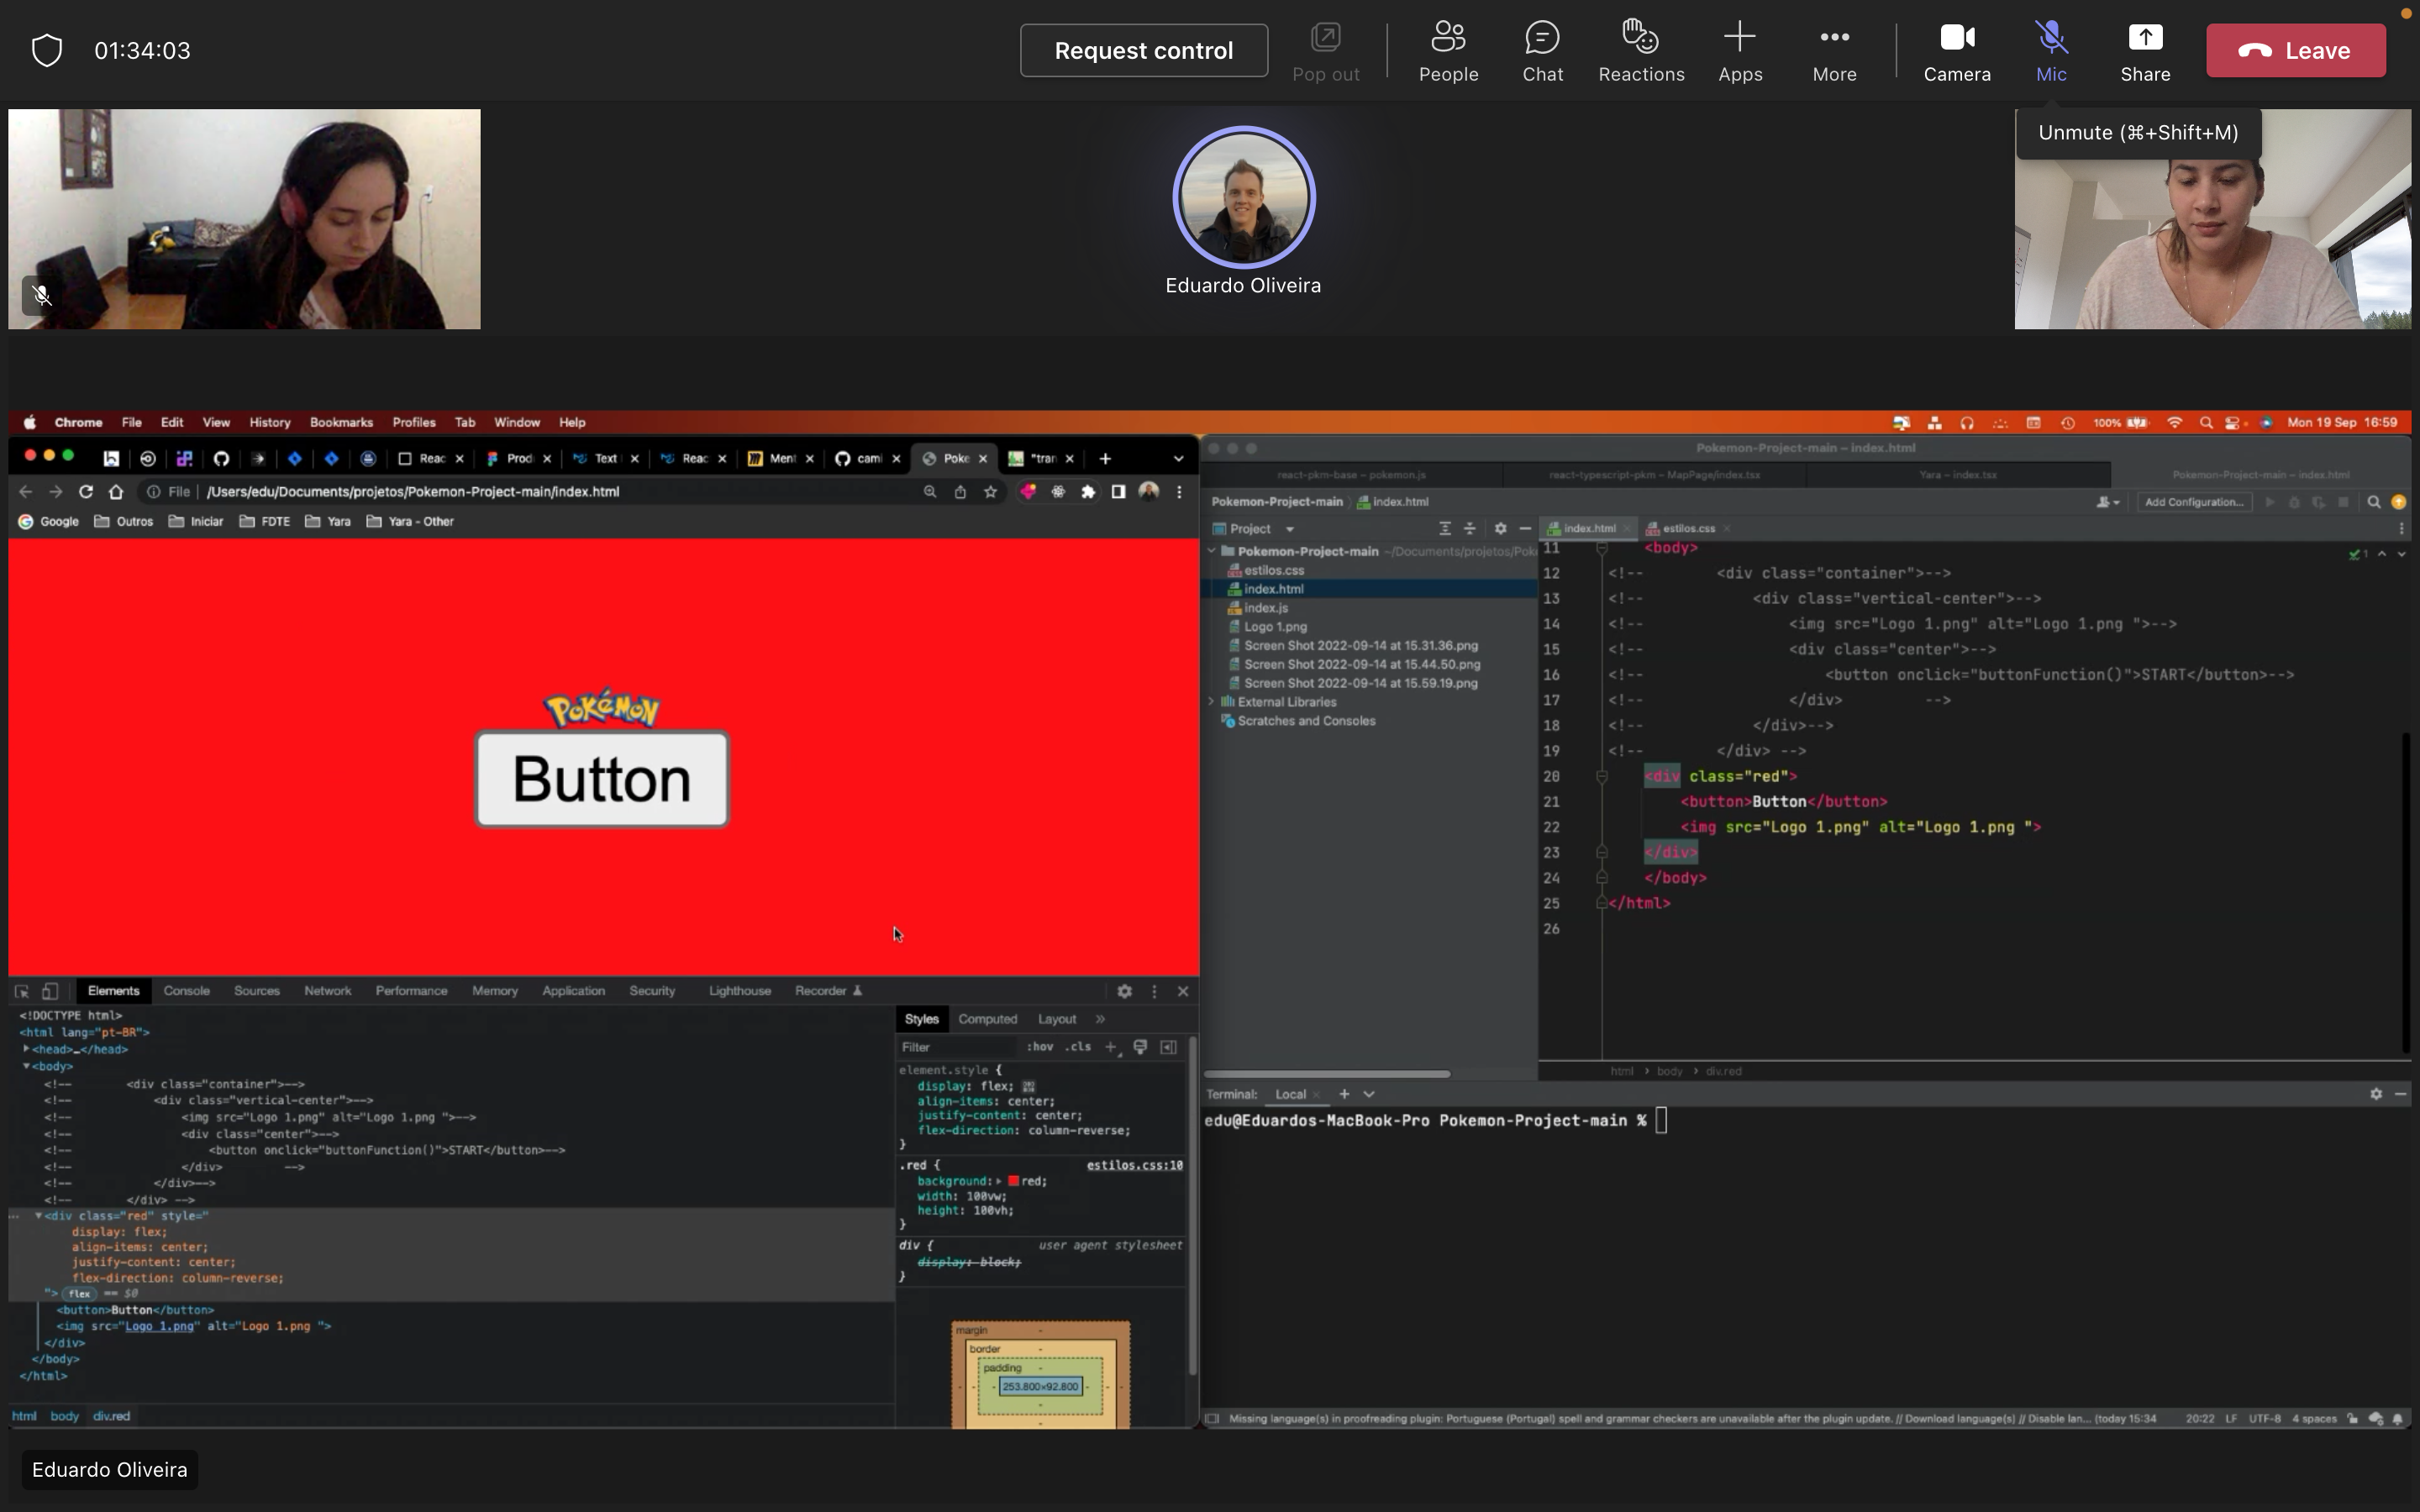 01:34:03
Request control
Pop out
People
Chat
Reactions
Apps
More
Camera
Mic
Share
Leave
Unmute (⌘+Shift+M)
Eduardo Oliveira
Chrome File Edit View History Bookmarks Profiles Tab Window Help
100%
Mon 19 Sep 16:59
Reac
Prod
Text
Reac
Ment
cami
Poke
"tran
File | /Users/edu/Documents/projetos/Pokemon-Project-main/index.html
Google Outros Iniciar FDTE Yara Yara - Other
POKéMON
Button
Elements Console Sources Network Performance Memory Application Security Lighthouse Recorder
<!DOCTYPE html>
<html lang="pt-BR">
<head>…</head>
<body>
<!-- <div class="container">-->
<!-- <div class="vertical-center">-->
<!-- <img src="Logo 1.png" alt="Logo 1.png ">-->
<!-- <div class="center">-->
<!-- <button onclick="buttonFunction()">START</button>-->
<!-- </div> -->
<!-- </div>-->
<!-- </div> -->
<div class="red" style="
display: flex;
align-items: center;
justify-content: center;
flex-direction: column-reverse;
"> flex == $0
<button>Button</button>
<img src="Logo 1.png" alt="Logo 1.png ">
</div>
</body>
</html>
html body div.red
Styles Computed Layout »
Filter :hov .cls
element.style {
display: flex;
align-items: center;
justify-content: center;
flex-direction: column-reverse;
}
.red { estilos.css:10
background: red;
width: 100vw;
height: 100vh;
}
div { user agent stylesheet
display: block;
}
margin -
border -
padding -
253.800×92.800
Pokemon-Project-main – index.html
react-pkm-base – pokemon.js
react-typescript-pkm – MapPage/index.tsx
Yara – index.tsx
Pokemon-Project-main – index.html
Pokemon-Project-main index.html
Add Configuration...
Project
Pokemon-Project-main ~/Documents/projetos/Pok
estilos.css
index.html
index.js
Logo 1.png
Screen Shot 2022-09-14 at 15.31.36.png
Screen Shot 2022-09-14 at 15.44.50.png
Screen Shot 2022-09-14 at 15.59.19.png
External Libraries
Scratches and Consoles
index.html estilos.css
1
11 <body>
12 <!-- <div class="container">-->
13 <!-- <div class="vertical-center">-->
14 <!-- <img src="Logo 1.png" alt="Logo 1.png ">-->
15 <!-- <div class="center">-->
16 <!-- <button onclick="buttonFunction()">START</button>-->
17 <!-- </div> -->
18 <!-- </div>-->
19 <!-- </div> -->
20 <div class="red">
21 <button>Button</button>
22 <img src="Logo 1.png" alt="Logo 1.png ">
23 </div>
24 </body>
25 </html>
26
html › body › div.red
Terminal: Local
edu@Eduardos-MacBook-Pro Pokemon-Project-main %
Missing language(s) in proofreading plugin: Portuguese (Portugal) spell and grammar checkers are unavailable after the plugin update. // Download language(s) // Disable lan... (today 15:34
20:22 LF UTF-8 4 spaces
Eduardo Oliveira